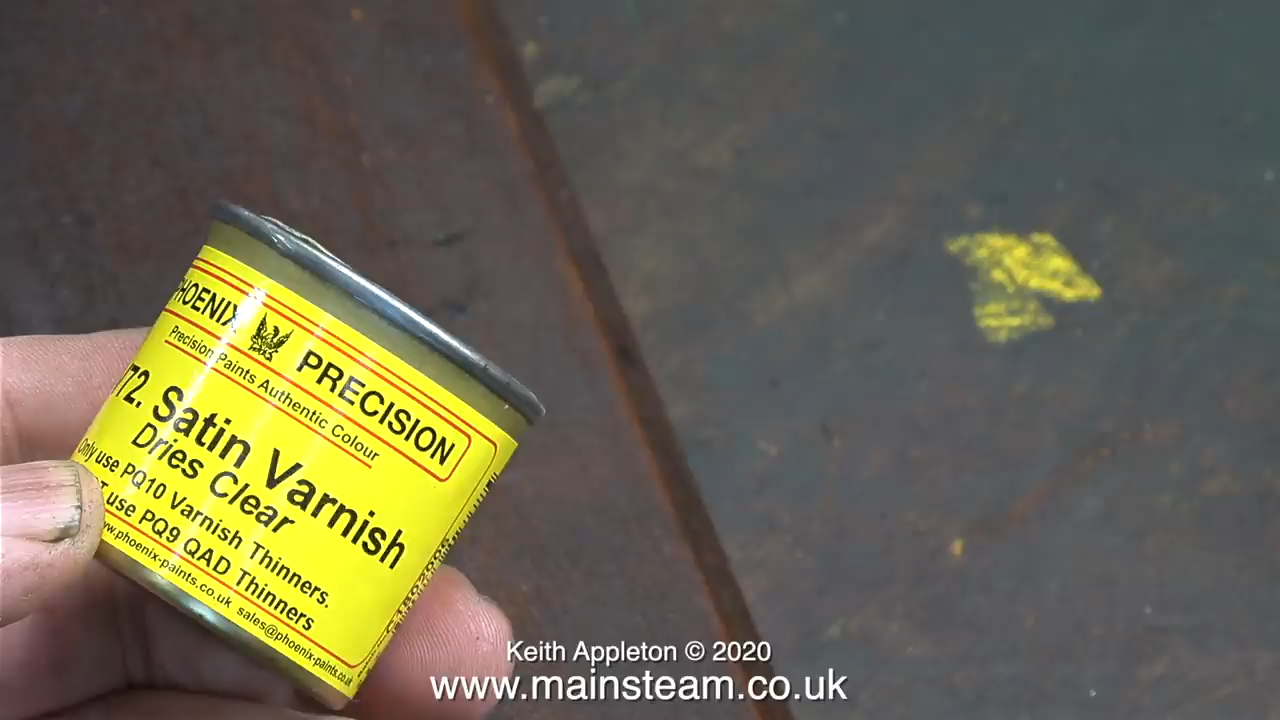 PHOENIX PRECISION
Precision Paints Authentic Colour
72. Satin Varnish
Dries Clear
Only use PQ10 Varnish Thinners.
use PQ9 QAD Thinners
www.phoenix-paints.co.uk sales@phoenix-paints.co.uk
Keith Appleton © 2020
www.mainsteam.co.uk